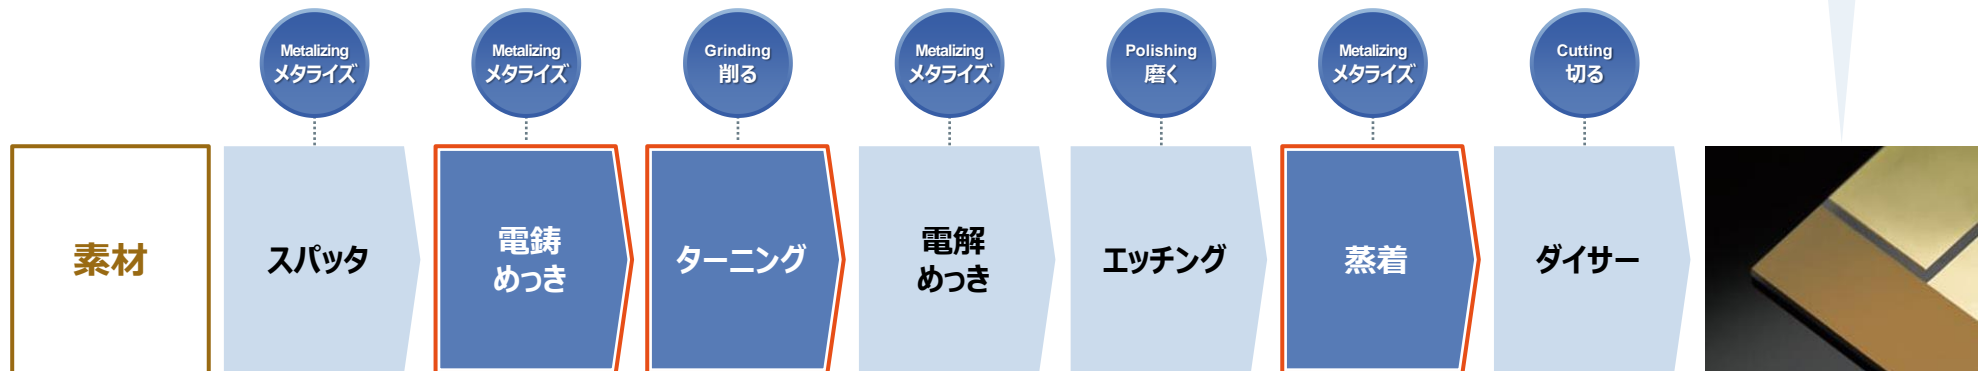 Metalizing
メタライズ
Metalizing
メタライズ
Grinding
削る
Metalizing
メタライズ
Polishing
磨く
Metalizing
メタライズ
Cutting
切る
素材
スパッタ
電鋳
めっき
ターニング
電解
めっき
エッチング
蒸着
ダイサー